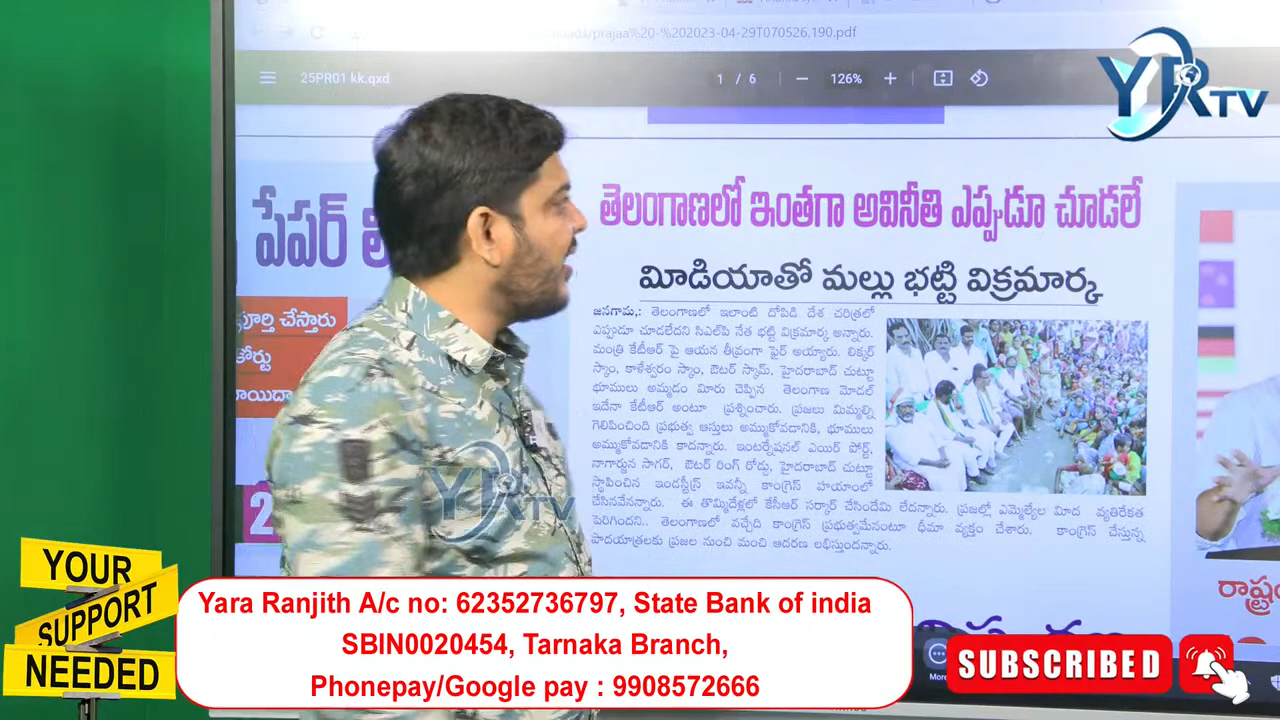 prajaa%20-%202023-04-29T070526.190.pdf
25PR01 kk.qxd
1 / 6
126%
YRTV
పేపర్
తెలంగాణలో ఇంతగా అవినీతి ఎప్పుడూ చూడలే
మీడియాతో మల్లు భట్టి విక్రమార్క
పూర్తి చేస్తారు
కోర్టు
జనగామ,: తెలంగాణలో ఇలాంటి దోపిడి దేశ చరిత్రలో
ఎప్పుడూ చూడలేదని సిఎల్‌పి నేత భట్టి విక్రమార్క అన్నారు.
మంత్రి కేటీఆర్ పై ఆయన తీవ్రంగా ఫైర్ అయ్యారు. లిక్కర్
స్కాం, కాళేశ్వరం స్కాం, ఔటర్ స్కామ్, హైదరాబాద్ చుట్టూ
భూములు అమ్మడం మీరు చెప్పిన తెలంగాణ మోడల్
ఇదేనా కేటీఆర్ అంటూ ప్రశ్నించారు. ప్రజలు మిమ్మల్ని
గెలిపించింది ప్రభుత్వ ఆస్తులు అమ్ముకోవడానికి, భూములు
అమ్ముకోవడానికి కాదన్నారు. ఇంటర్నేషనల్ ఎయిర్ పోర్ట్,
నాగార్జున సాగర్, ఔటర్ రింగ్ రోడ్డు, హైదరాబాద్ చుట్టూ
స్థాపించిన ఇండస్ట్రీస్ ఇవన్నీ కాంగ్రెస్ హయాంలో
చేసినవేనన్నారు. ఈ తొమ్మిదేళ్లలో కేసీఆర్ సర్కార్ చేసిందేమి లేదన్నారు. ప్రజల్లో ఎమ్మెల్యేల మీద వ్యతిరేకత
పెరిగిందని.. తెలంగాణలో వచ్చేది కాంగ్రెస్ ప్రభుత్వమేనంటూ ధీమా వ్యక్తం చేశారు. కాంగ్రెస్ చేస్తున్న
పాదయాత్రలకు ప్రజల నుంచి మంచి ఆదరణ లభిస్తుందన్నారు.
2
YRTV
YOUR
SUPPORT
NEEDED
Yara Ranjith A/c no: 62352736797, State Bank of india
SBIN0020454, Tarnaka Branch,
Phonepay/Google pay : 9908572666
More
SUBSCRIBED